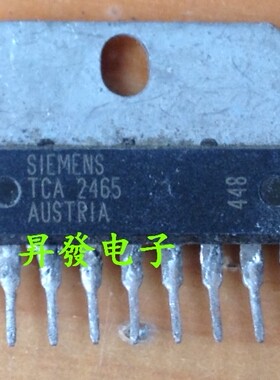 SIEMENS
TCA 2465
AUSTRIA
448
昇發电子